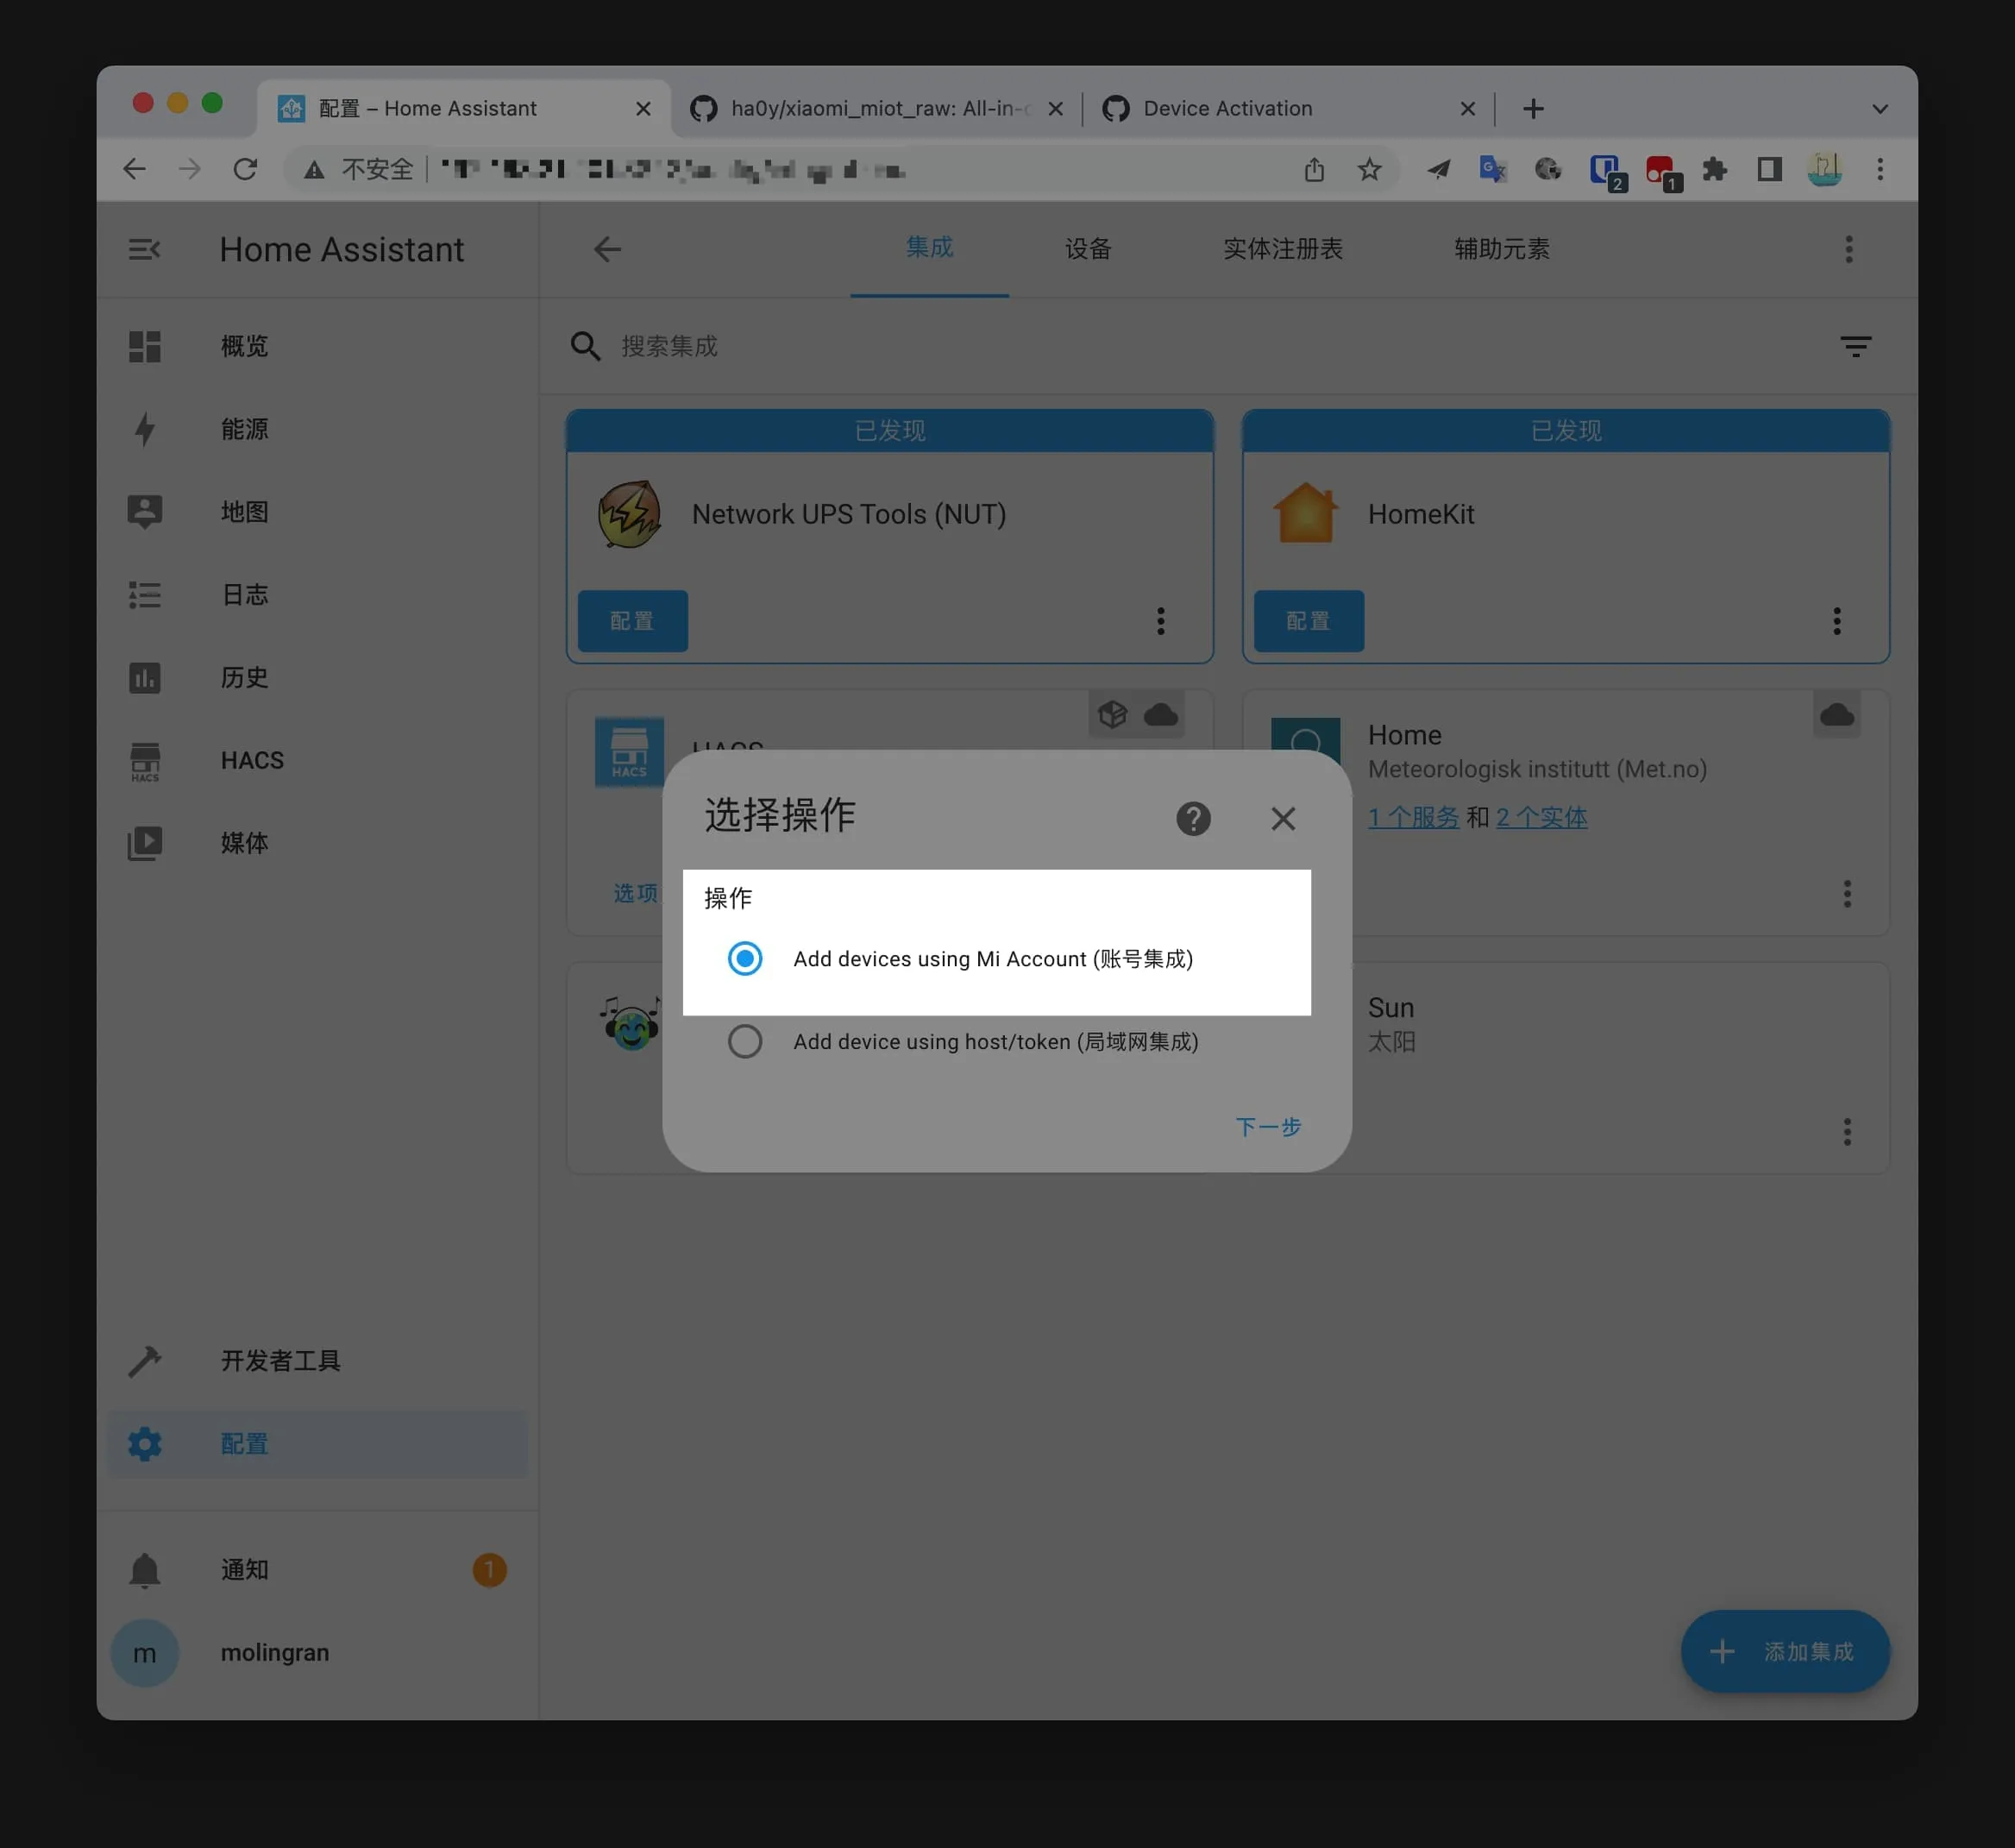 配置 – Home Assistant
ha0y/xiaomi_miot_raw: All-in-
Device Activation
不安全
2
1
Home Assistant
集成
设备
实体注册表
辅助元素
概览
搜索集成
能源
已发现
已发现
地图
Network UPS Tools (NUT)
HomeKit
日志
配置
配置
历史
HACS
HACS
HACS
HACS
Home
Meteorologisk institutt (Met.no)
1 个服务 和 2 个实体
媒体
选择操作
选项
操作
Add devices using Mi Account (账号集成)
Add device using host/token (局域网集成)
Sun
太阳
下一步
开发者工具
配置
通知
1
m
molingran
添加集成